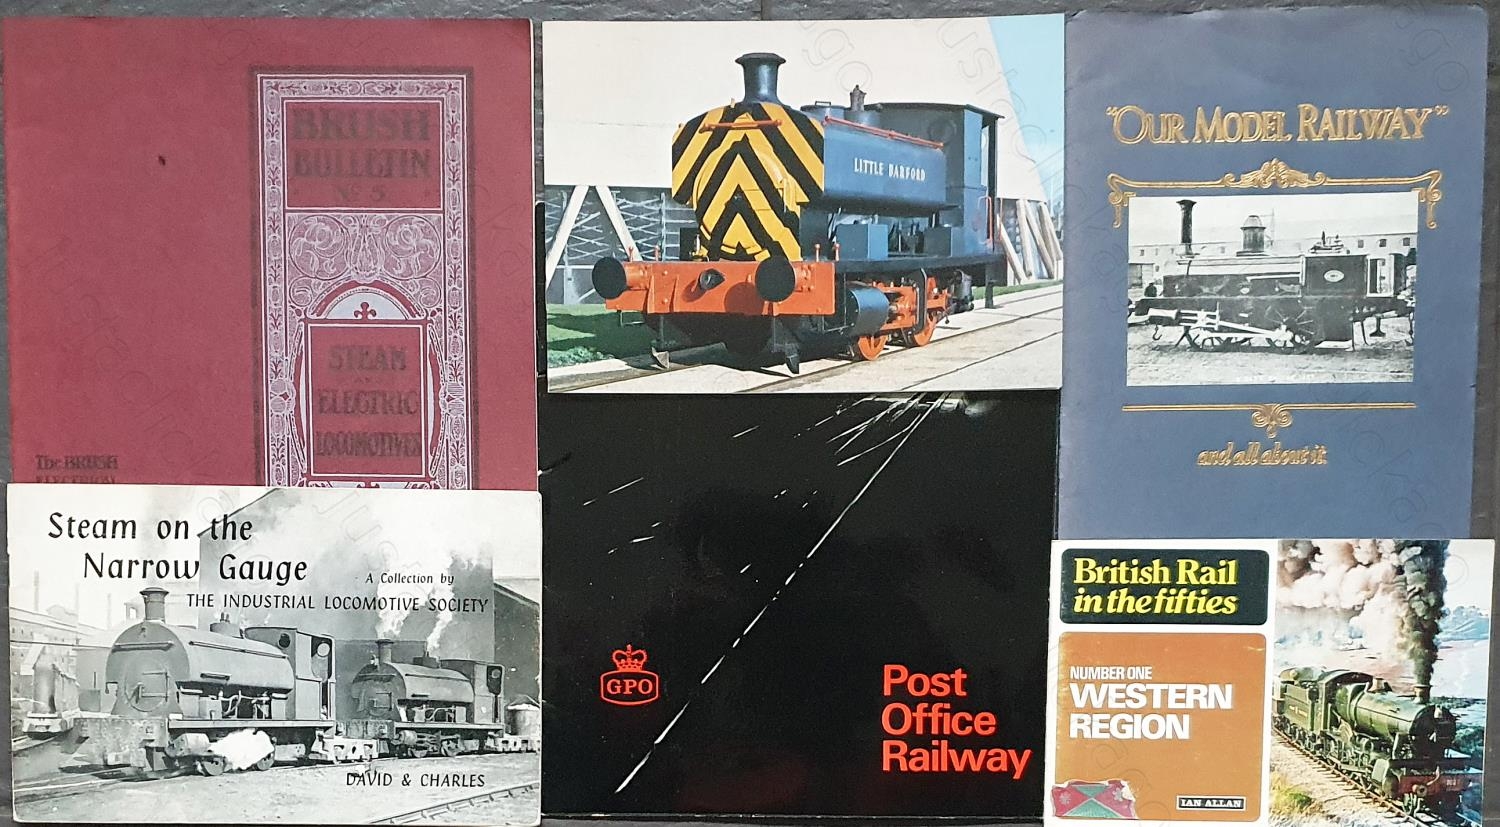 BRUSH
BULLETIN
No 5
STEAM
AND
ELECTRIC
LOCOMOTIVES
The BRUSH
ELECTRICAL
LITTLE BARFORD
"OUR MODEL RAILWAY"
and all about it.
Steam on the
Narrow Gauge
A Collection by
THE INDUSTRIAL LOCOMOTIVE SOCIETY
DAVID & CHARLES
GPO
Post
Office
Railway
British Rail
in the fifties
NUMBER ONE
WESTERN
REGION
IAN ALLAN